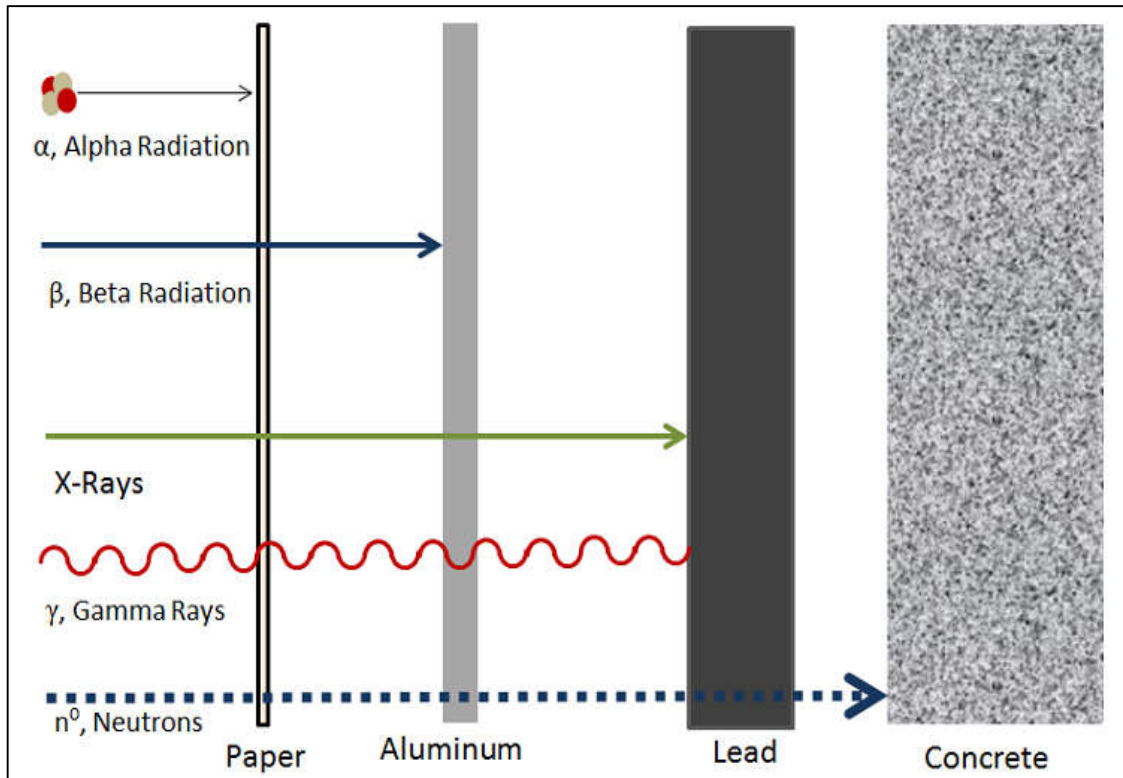 α, Alpha Radiation
β, Beta Radiation
X-Rays
γ, Gamma Rays
n⁰, Neutrons
Paper
Aluminum
Lead
Concrete